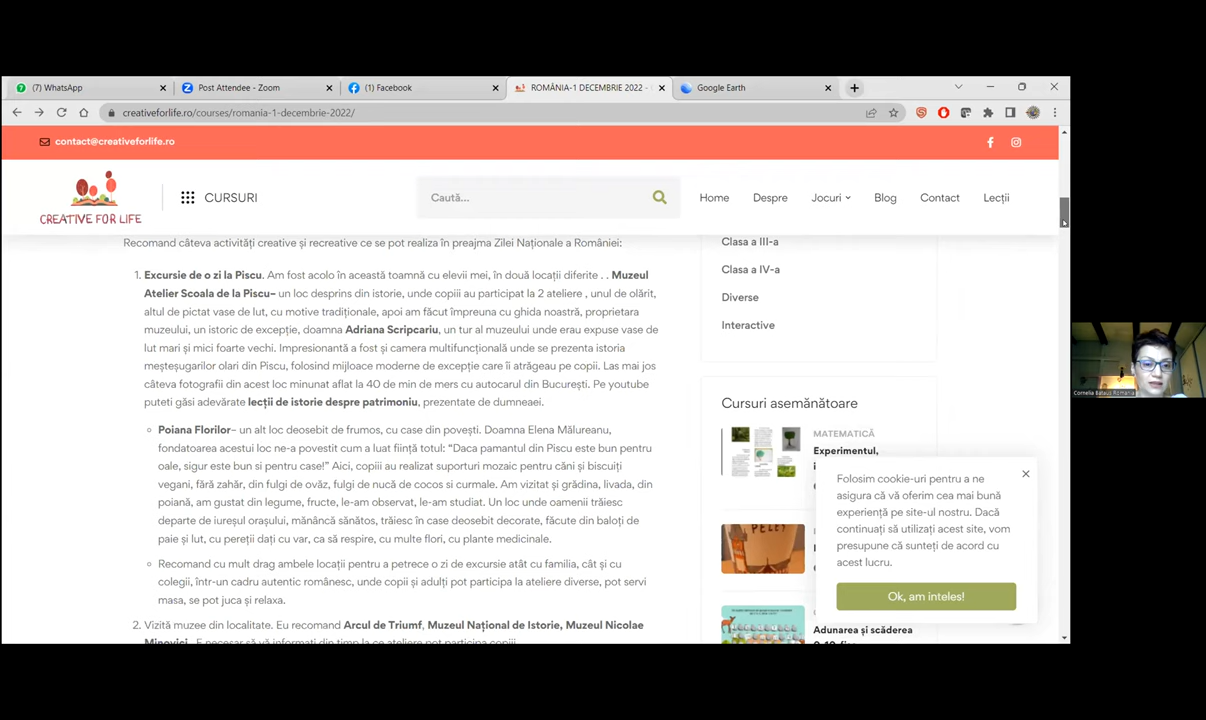 (7) WhatsApp
Post Attendee - Zoom
(1) Facebook
ROMÂNIA-1 DECEMBRIE 2022 -
Google Earth
creativeforlife.ro/courses/romania-1-decembrie-2022/
contact@creativeforlife.ro
CREATIVE FOR LIFE
CURSURI
Caută...
Home
Despre
Jocuri
Blog
Contact
Lecții
Recomand câteva activități creative și recreative ce se pot realiza în preajma Zilei Naționale a României:
1. Excursie de o zi la Piscu. Am fost acolo în această toamnă cu elevii mei, în două locații diferite . . Muzeul
Atelier Scoala de la Piscu– un loc desprins din istorie, unde copiii au participat la 2 ateliere , unul de olărit,
altul de pictat vase de lut, cu motive tradiționale, apoi am făcut împreuna cu ghida noastră, proprietara
muzeului, un istoric de excepție, doamna Adriana Scripcariu, un tur al muzeului unde erau expuse vase de
lut mari și mici foarte vechi. Impresionantă a fost și camera multifuncțională unde se prezenta istoria
meșteșugarilor olari din Piscu, folosind mijloace moderne de excepție care îi atrăgeau pe copii. Las mai jos
câteva fotografii din acest loc minunat aflat la 40 de min de mers cu autocarul din București. Pe youtube
puteti găsi adevărate lecții de istorie despre patrimoniu, prezentate de dumneaei.
Poiana Florilor– un alt loc deosebit de frumos, cu case din povești. Doamna Elena Mălureanu,
fondatoarea acestui loc ne-a povestit cum a luat ființă totul: “Daca pamantul din Piscu este bun pentru
oale, sigur este bun si pentru case!” Aici, copiii au realizat suporturi mozaic pentru căni și biscuiți
vegani, fără zahăr, din fulgi de ovăz, fulgi de nucă de cocos si curmale. Am vizitat și grădina, livada, din
poiană, am gustat din legume, fructe, le-am observat, le-am studiat. Un loc unde oamenii trăiesc
departe de iureșul orașului, mănâncă sănătos, trăiesc în case deosebit decorate, făcute din baloți de
paie și lut, cu pereții dați cu var, ca să respire, cu multe flori, cu plante medicinale.
Recomand cu mult drag ambele locații pentru a petrece o zi de excursie atât cu familia, cât și cu
colegii, într-un cadru autentic românesc, unde copii și adulți pot participa la ateliere diverse, pot servi
masa, se pot juca și relaxa.
2. Vizită muzee din localitate. Eu recomand Arcul de Triumf, Muzeul Național de Istorie, Muzeul Nicolae
Minovici . E necesar să vă informați din timp la ce ateliere pot participa copiii.
Clasa a III-a
Clasa a IV-a
Diverse
Interactive
Cursuri asemănătoare
MATEMATICĂ
Experimentul,
Adunarea și scăderea
Folosim cookie-uri pentru a ne
asigura că vă oferim cea mai bună
experiență pe site-ul nostru. Dacă
continuați să utilizați acest site, vom
presupune că sunteți de acord cu
acest lucru.
Ok, am inteles!
Cornelia Bataus Romania